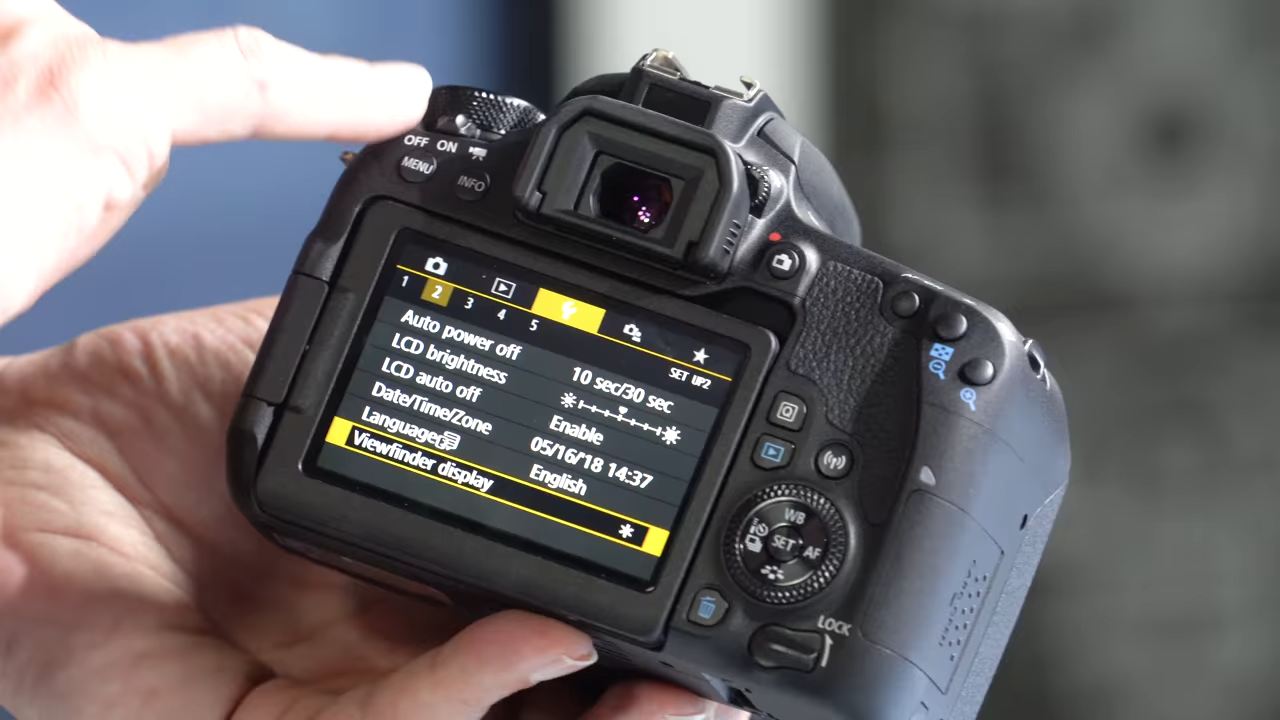 OFF ON
MENU
INFO
1 2 3 4 5
SET UP2
Auto power off 10 sec/30 sec
LCD brightness
LCD auto off Enable
Date/Time/Zone 05/16/'18 14:37
Language English
Viewfinder display
Q
WB
SET
AF
LOCK